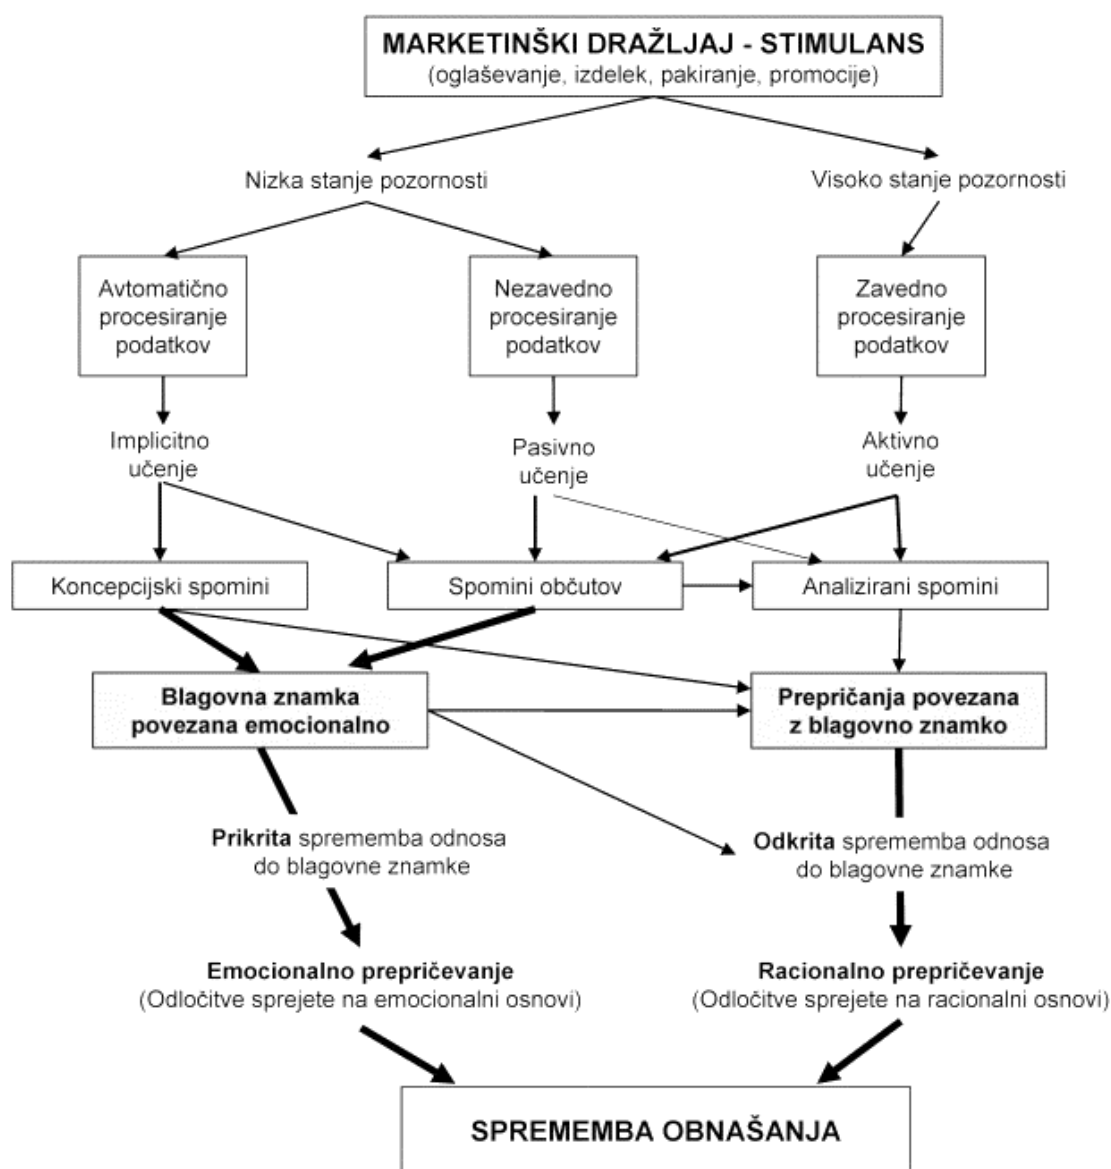 MARKETINŠKI DRAŽLJAJ - STIMULANS
(oglaševanje, izdelek, pakiranje, promocije)
Nizka stanje pozornosti
Visoko stanje pozornosti
Avtomatično
procesiranje
podatkov
Nezavedno
procesiranje
podatkov
Zavedno
procesiranje
podatkov
Implicitno
učenje
Pasivno
učenje
Aktivno
učenje
Koncepcijski spomini
Spomini občutov
Analizirani spomini
Blagovna znamka
povezana emocionalno
Prepričanja povezana
z blagovno znamko
Prikrita sprememba odnosa
do blagovne znamke
Odkrita sprememba odnosa
do blagovne znamke
Emocionalno prepričevanje
(Odločitve sprejete na emocionalni osnovi)
Racionalno prepričevanje
(Odločitve sprejete na racionalni osnovi)
SPREMEMBA OBNAŠANJA